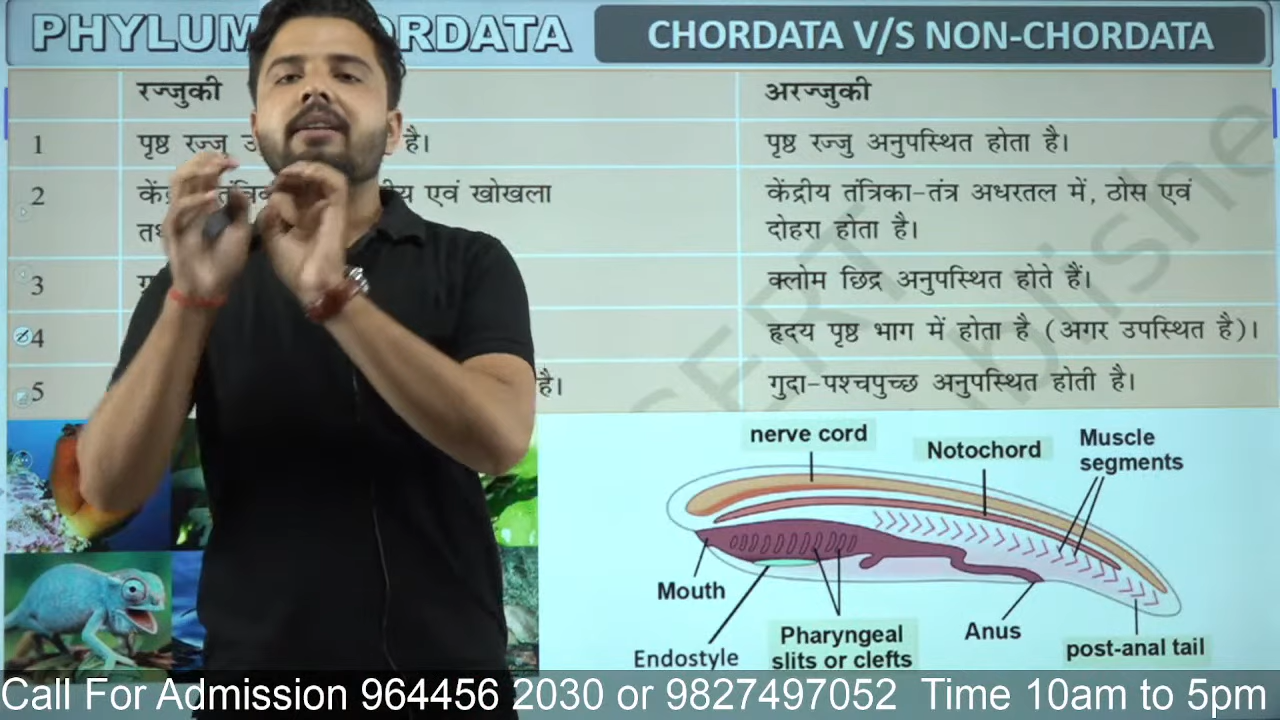 PHYLUM CHORDATA
CHORDATA V/S NON-CHORDATA
रज्जुकी
अरज्जुकी
1
है।
पृष्ठ रज्जु अनुपस्थित होता है।
2
एवं खोखला
केंद्रीय तंत्रिका-तंत्र अधरतल में, ठोस एवं
दोहरा होता है।
3
क्लोम छिद्र अनुपस्थित होते हैं।
4
हृदय पृष्ठ भाग में होता है (अगर उपस्थित है)।
5
है।
गुदा-पश्चपुच्छ अनुपस्थित होती है।
nerve cord
Notochord
Muscle
segments
Mouth
Endostyle
Pharyngeal
slits or clefts
Anus
post-anal tail
Call For Admission 964456 2030 or 9827497052 Time 10am to 5pm